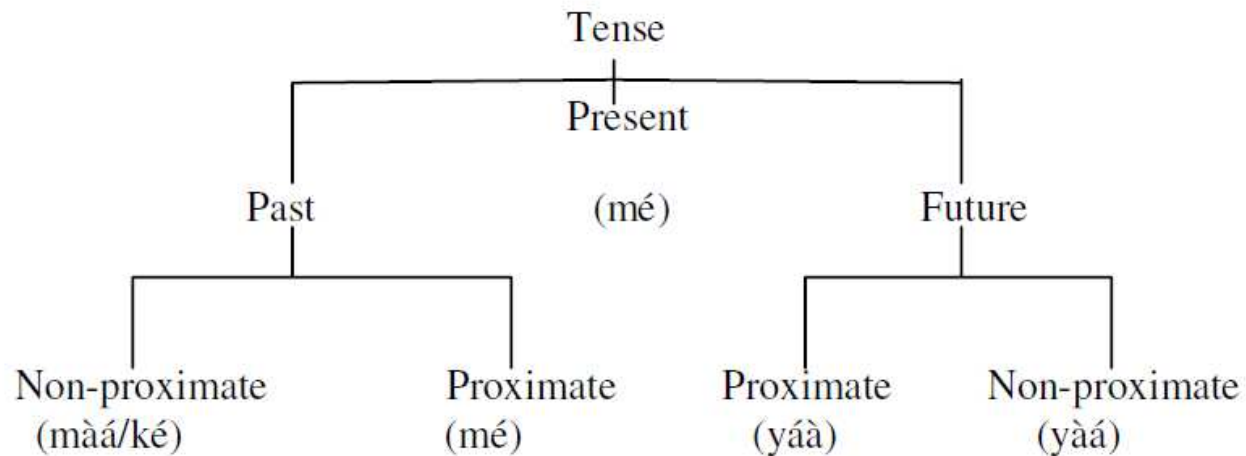 Tense
Present
Past (mé) Future
Non-proximate Proximate Proximate Non-proximate
(màá/ké) (mé) (yáà) (yàá)